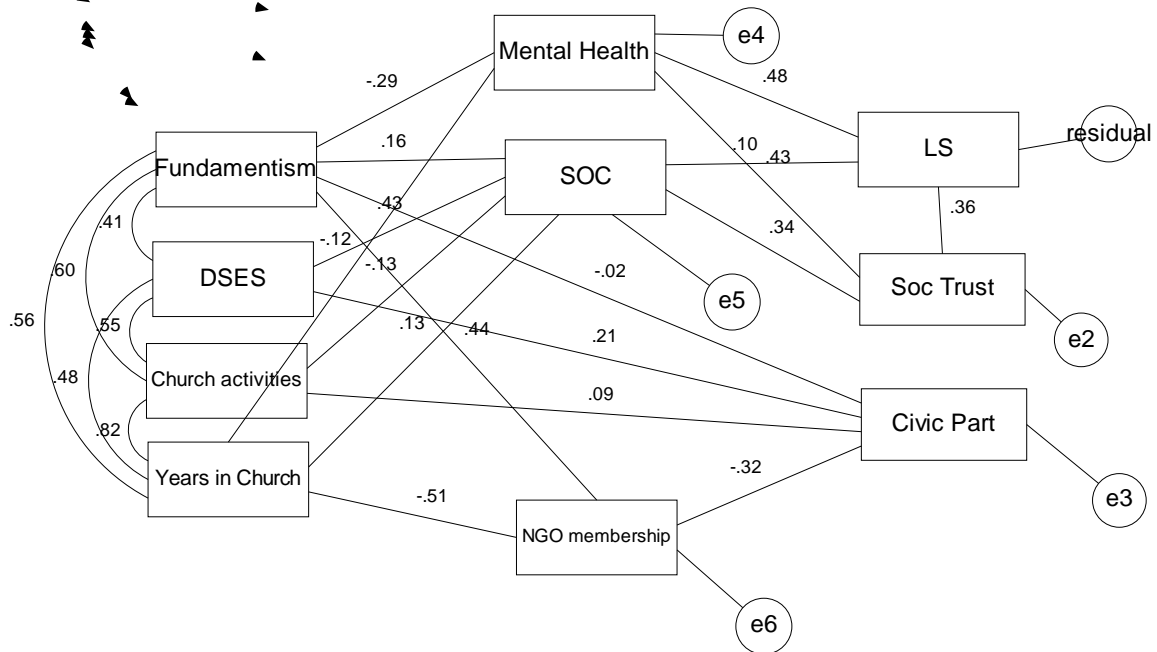 Mental Health
e4
-.29
.48
Fundamentism
.16
SOC
.10
.43
LS
residual
.41
.43
-.12
.34
.36
.60
DSES
-.13
-.02
e5
Soc Trust
.56
.55
.13
.44
.21
e2
.48
Church activities
.09
Civic Part
.82
Years in Church
-.51
-.32
NGO membership
e3
e6